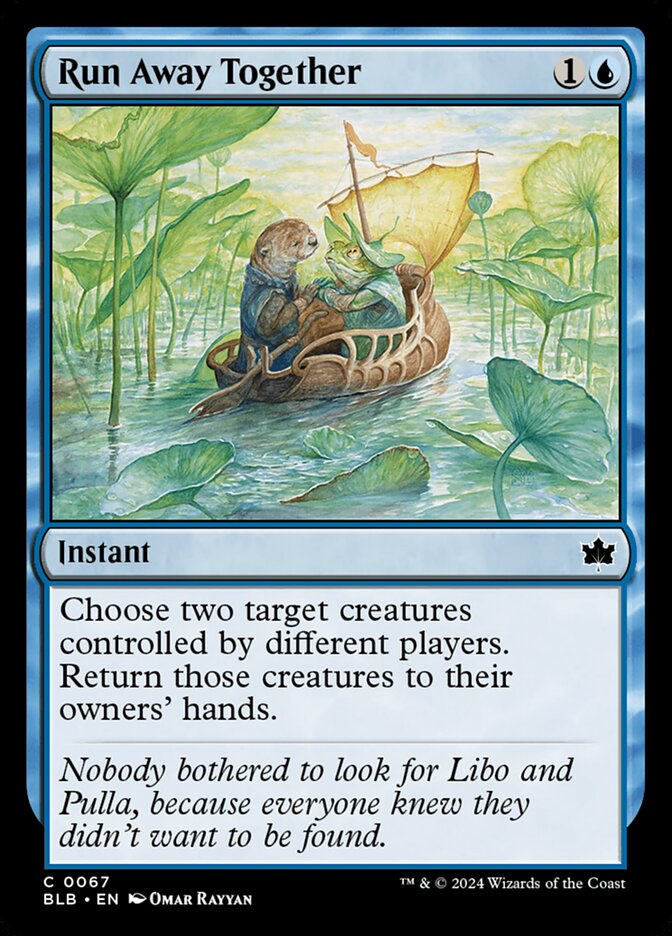 Run Away Together 1
Instant
Choose two target creatures
controlled by different players.
Return those creatures to their
owners' hands.
Nobody bothered to look for Libo and
Pulla, because everyone knew they
didn't want to be found.
C 0067 ™ & © 2024 Wizards of the Coast
BLB • EN OMAR RAYYAN